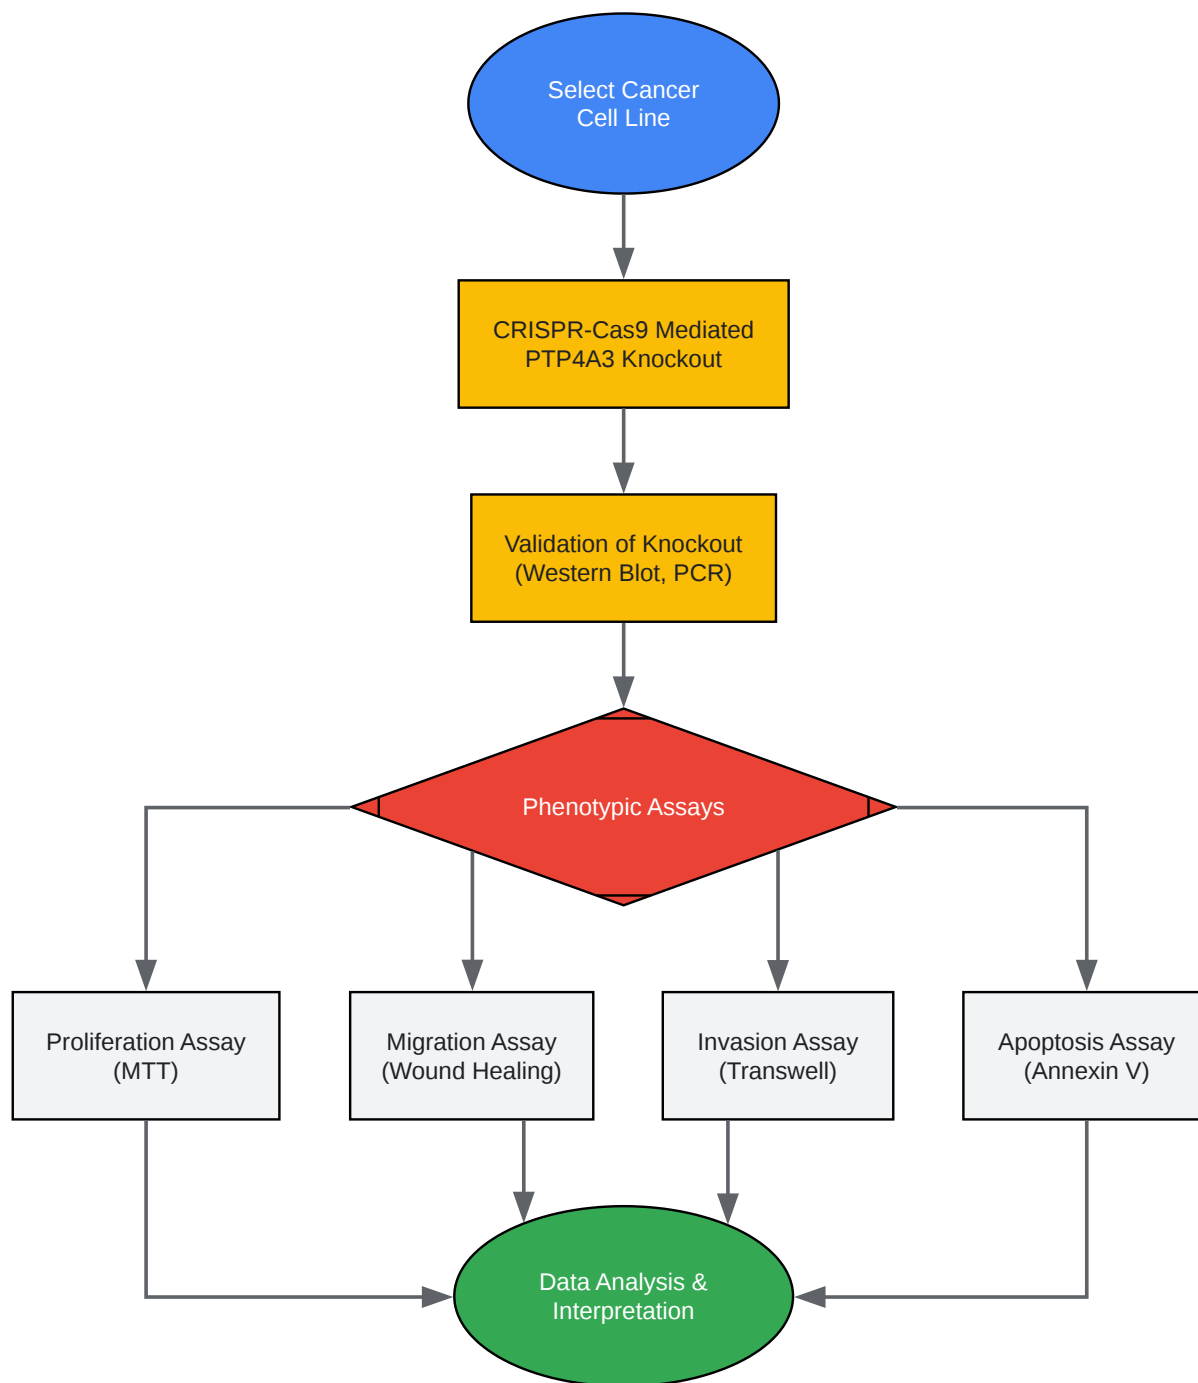 Select Cancer
Cell Line
CRISPR-Cas9 Mediated
PTP4A3 Knockout
Validation of Knockout
(Western Blot, PCR)
Phenotypic Assays
Proliferation Assay
(MTT)
Migration Assay
(Wound Healing)
Invasion Assay
(Transwell)
Apoptosis Assay
(Annexin V)
Data Analysis &
Interpretation